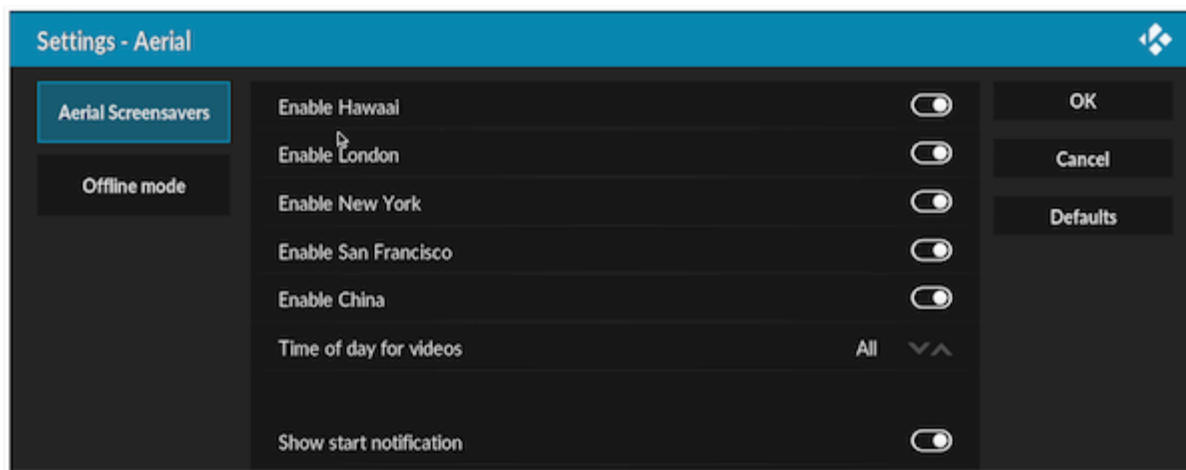 Settings - Aerial
Aerial Screensavers
Offline mode
Enable Hawaai
Enable London
Enable New York
Enable San Francisco
Enable China
Time of day for videos All
Show start notification
OK
Cancel
Defaults